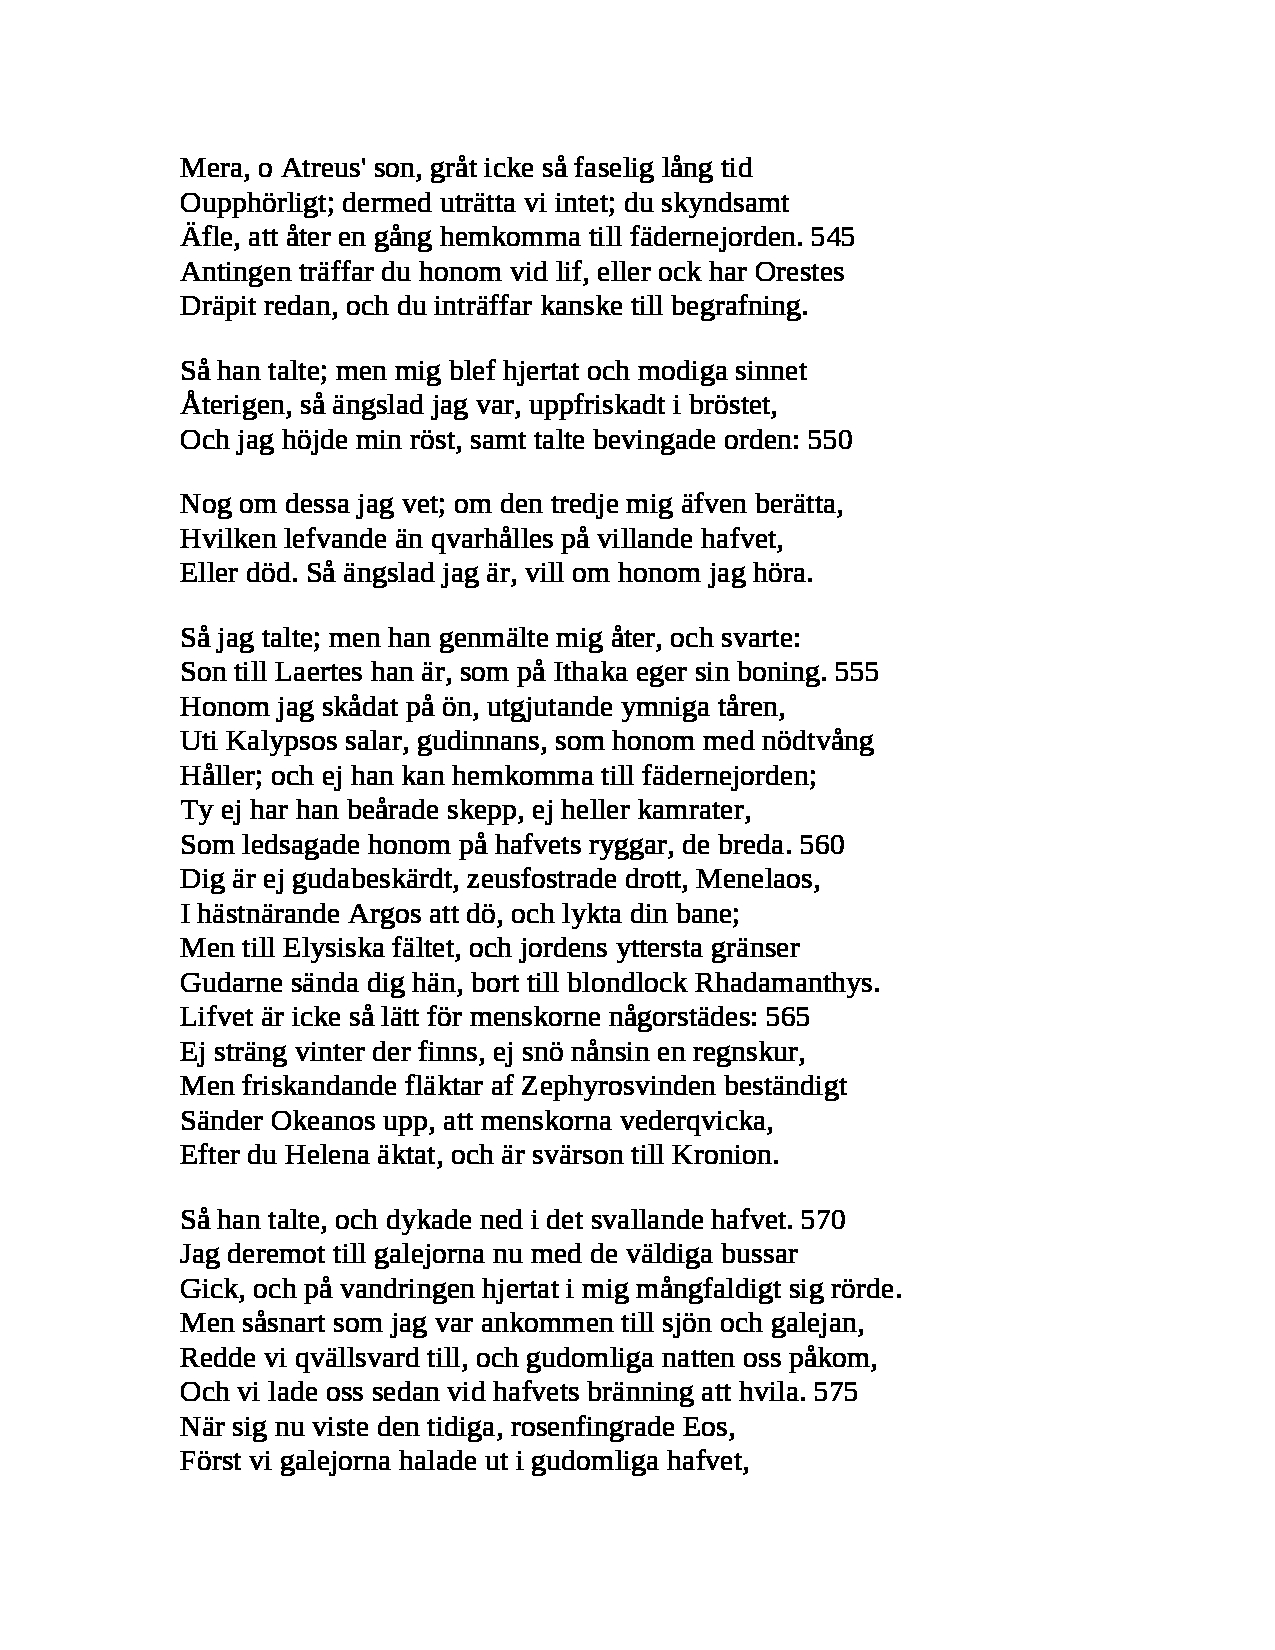 Mera, o Atreus' son, gråt icke så faselig lång tid
Oupphörligt; dermed uträtta vi intet; du skyndsamt
Äfle, att åter en gång hemkomma till fädernejorden. 545
Antingen träffar du honom vid lif, eller ock har Orestes
Dräpit redan, och du inträffar kanske till begrafning.

Så han talte; men mig blef hjertat och modiga sinnet
Återigen, så ängslad jag var, uppfriskadt i bröstet,
Och jag höjde min röst, samt talte bevingade orden: 550

Nog om dessa jag vet; om den tredje mig äfven berätta,
Hvilken lefvande än qvarhålles på villande hafvet,
Eller död. Så ängslad jag är, vill om honom jag höra.

Så jag talte; men han genmälte mig åter, och svarte:
Son till Laertes han är, som på Ithaka eger sin boning. 555
Honom jag skådat på ön, utgjutande ymniga tåren,
Uti Kalypsos salar, gudinnans, som honom med nödtvång
Håller; och ej han kan hemkomma till fädernejorden;
Ty ej har han beårade skepp, ej heller kamrater,
Som ledsagade honom på hafvets ryggar, de breda. 560
Dig är ej gudabeskärdt, zeusfostrade drott, Menelaos,
I hästnärande Argos att dö, och lykta din bane;
Men till Elysiska fältet, och jordens yttersta gränser
Gudarne sända dig hän, bort till blondlock Rhadamanthys.
Lifvet är icke så lätt för menskorne någorstädes: 565
Ej sträng vinter der finns, ej snö nånsin en regnskur,
Men friskandande fläktar af Zephyrosvinden beständigt
Sänder Okeanos upp, att menskorna vederqvicka,
Efter du Helena äktat, och är svärson till Kronion.

Så han talte, och dykade ned i det svallande hafvet. 570
Jag deremot till galejorna nu med de väldiga bussar
Gick, och på vandringen hjertat i mig mångfaldigt sig rörde.
Men såsnart som jag var ankommen till sjön och galejan,
Redde vi qvällsvard till, och gudomliga natten oss påkom,
Och vi lade oss sedan vid hafvets bränning att hvila. 575
När sig nu viste den tidiga, rosenfingrade Eos,
Först vi galejorna halade ut i gudomliga hafvet,